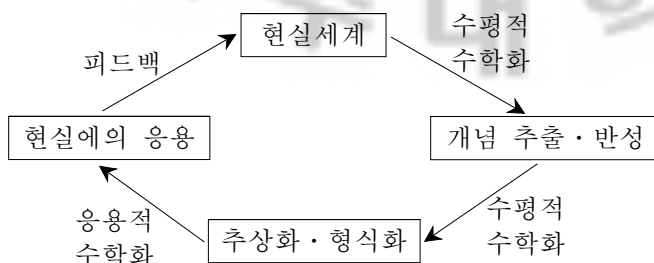 현실세계
수평적
수학화
피드백
현실에의 응용
개념 추출·반성
응용적
수학화
추상화·형식화
수평적
수학화